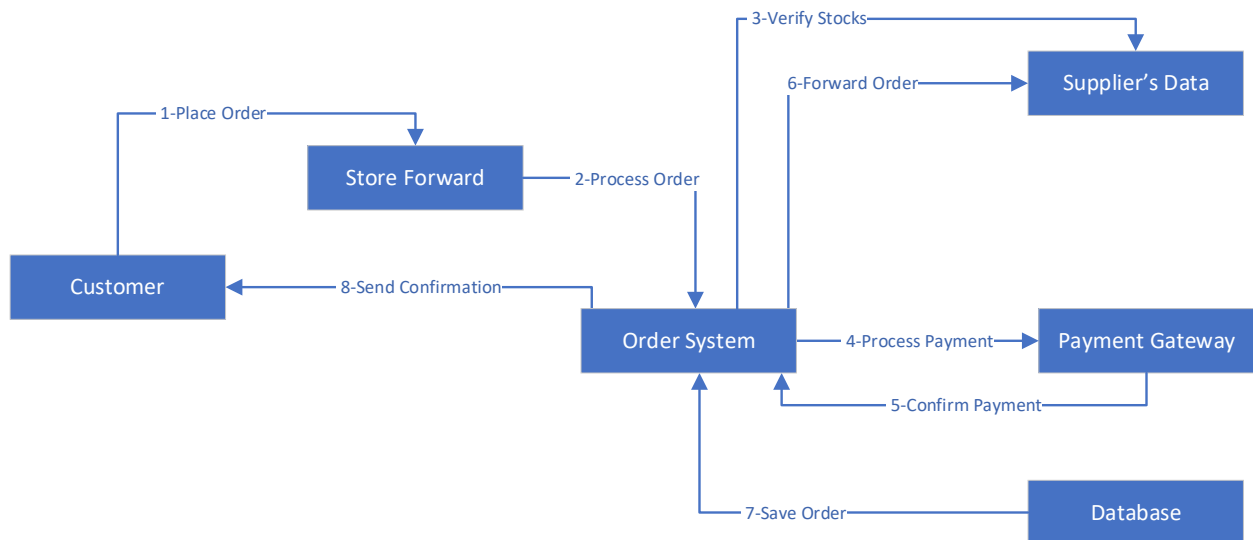 3-Verify Stocks
6-Forward Order
Supplier's Data
1-Place Order
Store Forward
2-Process Order
Customer
8-Send Confirmation
Order System
4-Process Payment
Payment Gateway
5-Confirm Payment
7-Save Order
Database